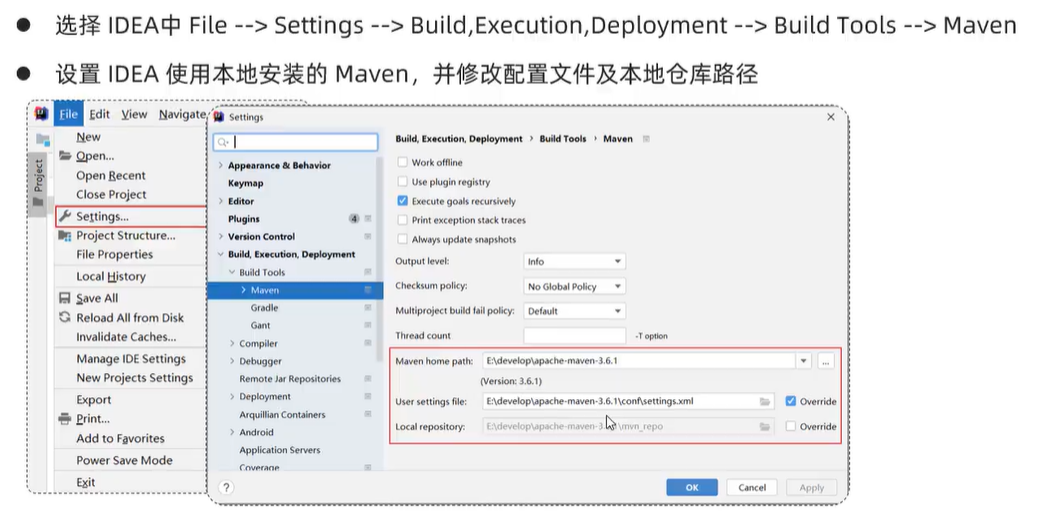 ● 选择 IDEA中 File --> Settings --> Build,Execution,Deployment --> Build Tools --> Maven
● 设置 IDEA 使用本地安装的 Maven，并修改配置文件及本地仓库路径
File Edit View Navigate
Project
New
Open...
Open Recent
Close Project
Settings...
Project Structure...
File Properties
Local History
Save All
Reload All from Disk
Invalidate Caches...
Manage IDE Settings
New Projects Settings
Export
Print...
Add to Favorites
Power Save Mode
Exit
Settings
Appearance & Behavior
Keymap
Editor
Plugins 4
Version Control
Build, Execution, Deployment
Build Tools
Maven
Gradle
Gant
Compiler
Debugger
Remote Jar Repositories
Deployment
Arquillian Containers
Android
Application Servers
Coverage
?
Build, Execution, Deployment › Build Tools › Maven
Work offline
Use plugin registry
Execute goals recursively
Print exception stack traces
Always update snapshots
Output level: Info
Checksum policy: No Global Policy
Multiproject build fail policy: Default
Thread count -T option
Maven home path: E:\develop\apache-maven-3.6.1 ...
(Version: 3.6.1)
User settings file: E:\develop\apache-maven-3.6.1\conf\settings.xml Override
Local repository: E:\develop\apache-maven-3. \mvn_repo Override
OK Cancel Apply